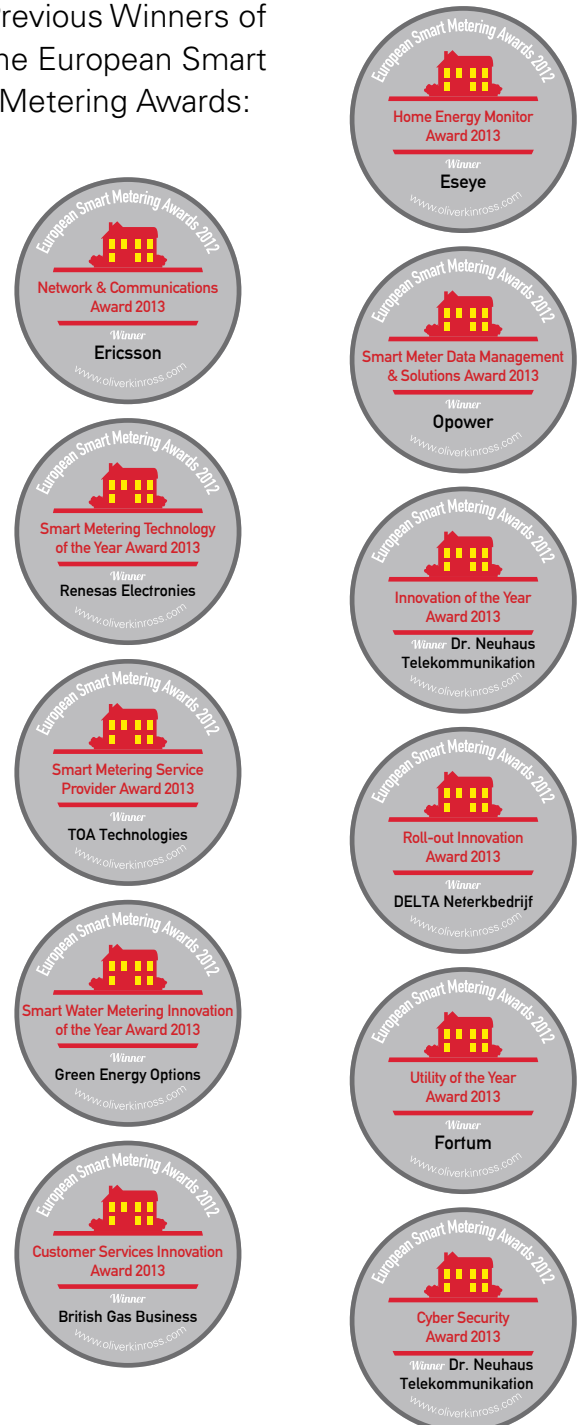 Previous Winners of
the European Smart
Metering Awards:
European Smart Metering Awards 2012
Network & Communications
Award 2013
Winner
Ericsson
www.oliverkinross.com
European Smart Metering Awards 2012
Smart Metering Technology
of the Year Award 2013
Winner
Renesas Electronies
www.oliverkinross.com
European Smart Metering Awards 2012
Smart Metering Service
Provider Award 2013
Winner
TOA Technologies
www.oliverkinross.com
European Smart Metering Awards 2012
Smart Water Metering Innovation
of the Year Award 2013
Winner
Green Energy Options
www.oliverkinross.com
European Smart Metering Awards 2012
Customer Services Innovation
Award 2013
Winner
British Gas Business
www.oliverkinross.com
European Smart Metering Awards 2012
Home Energy Monitor
Award 2013
Winner
Eseye
www.oliverkinross.com
European Smart Metering Awards 2012
Smart Meter Data Management
& Solutions Award 2013
Winner
Opower
www.oliverkinross.com
European Smart Metering Awards 2012
Innovation of the Year
Award 2013
Winner Dr. Neuhaus
Telekommunikation
www.oliverkinross.com
European Smart Metering Awards 2012
Roll-out Innovation
Award 2013
Winner
DELTA Neterkbedrijf
www.oliverkinross.com
European Smart Metering Awards 2012
Utility of the Year
Award 2013
Winner
Fortum
www.oliverkinross.com
European Smart Metering Awards 2012
Cyber Security
Award 2013
Winner Dr. Neuhaus
Telekommunikation
www.oliverkinross.com